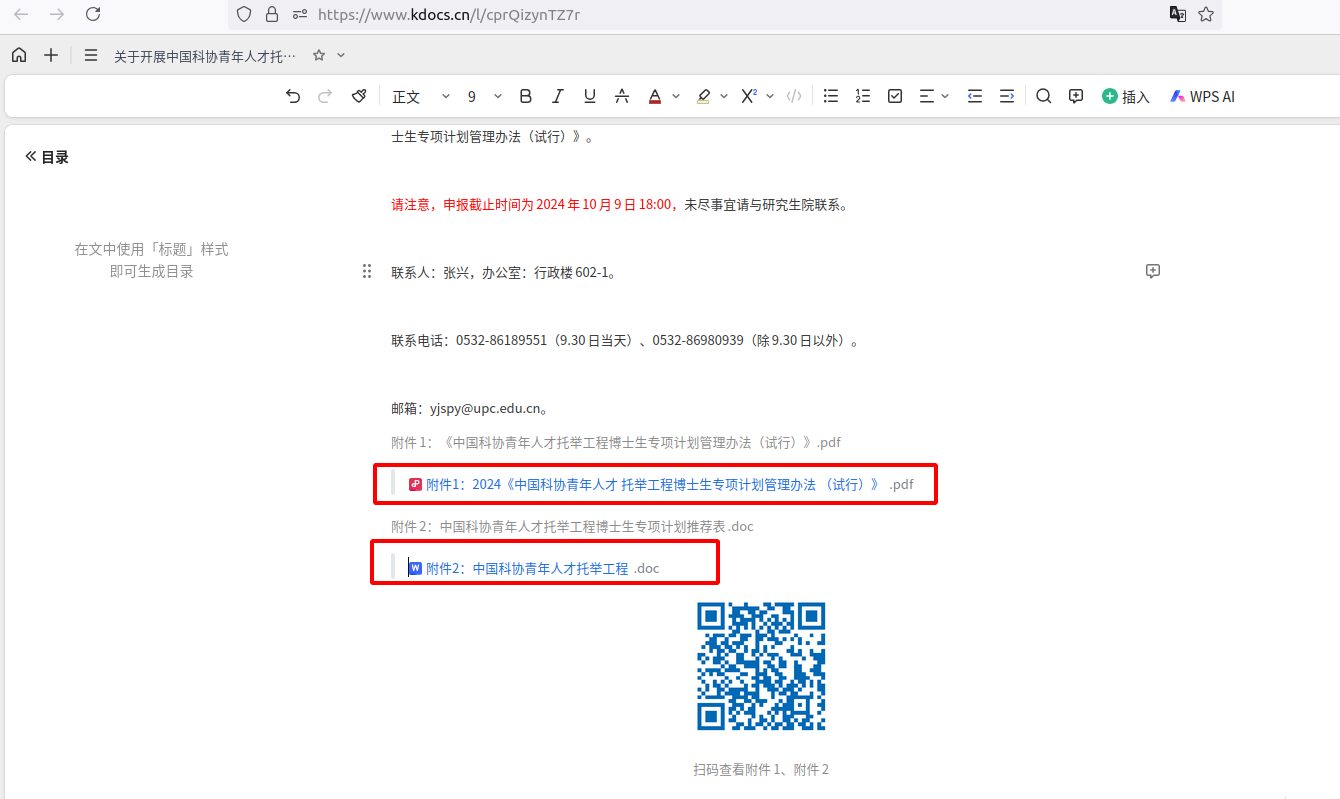 https://www.kdocs.cn/l/cprQizynTZ7r
关于开展中国科协青年人才托…
正文 9 B I U A A X² </> 插入 WPS AI
目录
在文中使用「标题」样式
即可生成目录
士生专项计划管理办法（试行）》。
请注意，申报截止时间为 2024 年 10 月 9 日 18:00，未尽事宜请与研究生院联系。
联系人：张兴，办公室：行政楼 602-1。
联系电话：0532-86189551（9.30 日当天）、0532-86980939（除 9.30 日以外）。
邮箱：yjspy@upc.edu.cn。
附件 1：《中国科协青年人才托举工程博士生专项计划管理办法（试行）》.pdf
附件1：2024《中国科协青年人才 托举工程博士生专项计划管理办法 （试行）》 .pdf
附件 2：中国科协青年人才托举工程博士生专项计划推荐表.doc
附件2：中国科协青年人才托举工程 .doc
扫码查看附件 1、附件 2